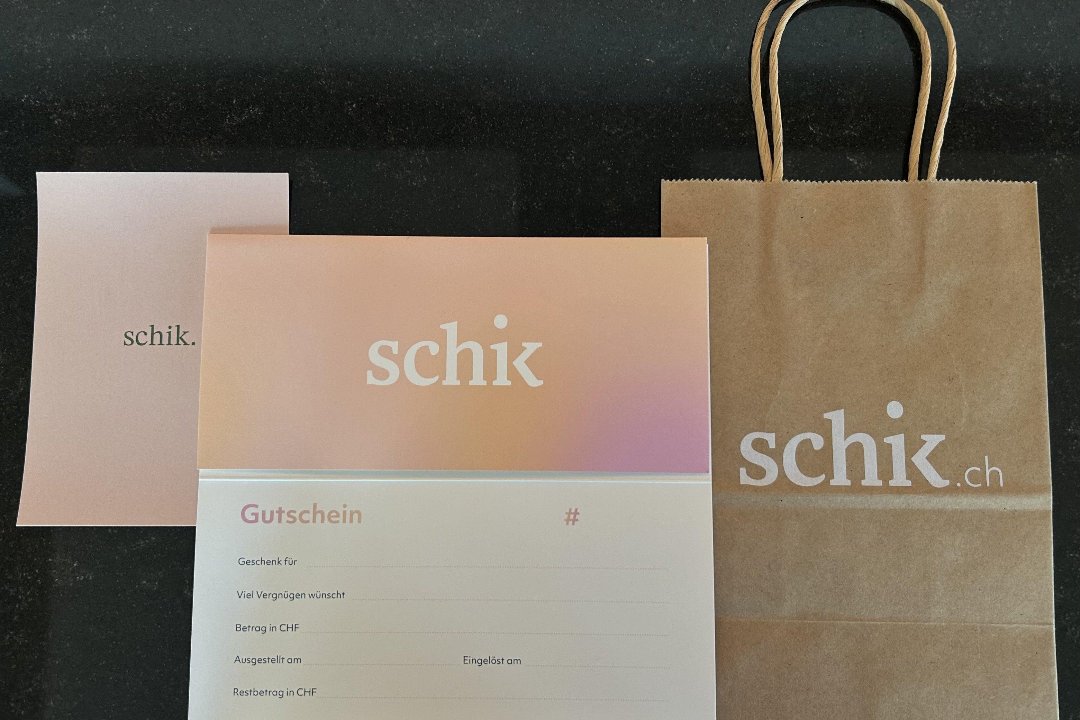 schik.
schik
Gutschein #
Geschenk für
Viel Vergnügen wünscht
Betrag in CHF
Ausgestellt am Eingelöst am
Restbetrag in CHF
schik.ch